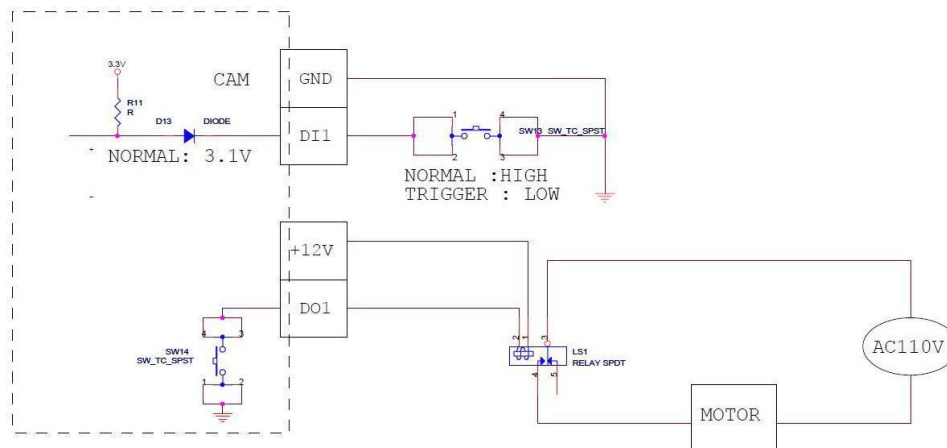 3.3V
CAM
GND
R11
R
D13
DIODE
DI1
1
4
SW13 SW_TC_SPST
2
3
NORMAL: 3.1V
NORMAL :HIGH
TRIGGER : LOW
+12V
DO1
4
3
SW14
SW_TC_SPST
1
2
2
1
3
LS1
RELAY SPDT
4
5
AC110V
MOTOR